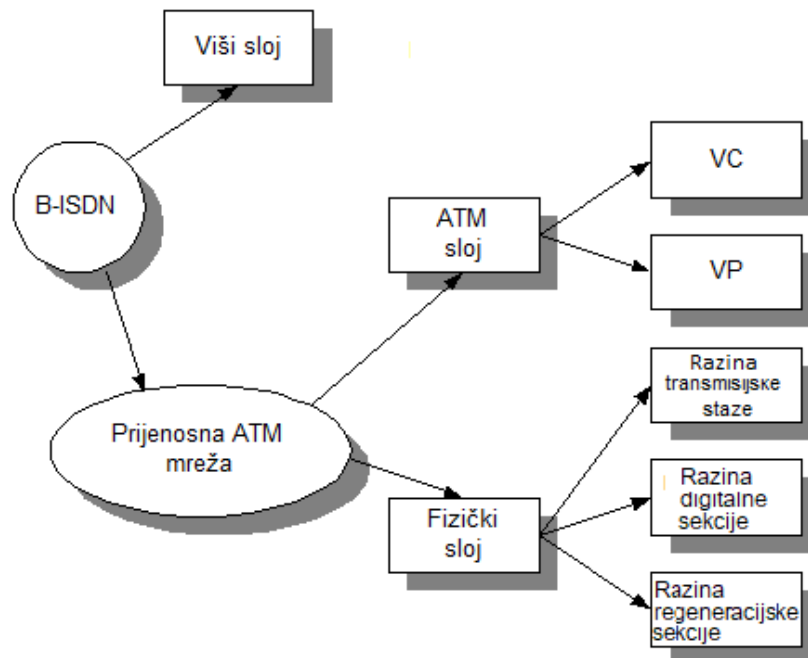 Viši sloj
B-ISDN
Prijenosna ATM
mreža
ATM
sloj
Fizički
sloj
VC
VP
Razina
transmisijske
staze
Razina
digitalne
sekcije
Razina
regeneracijske
sekcije